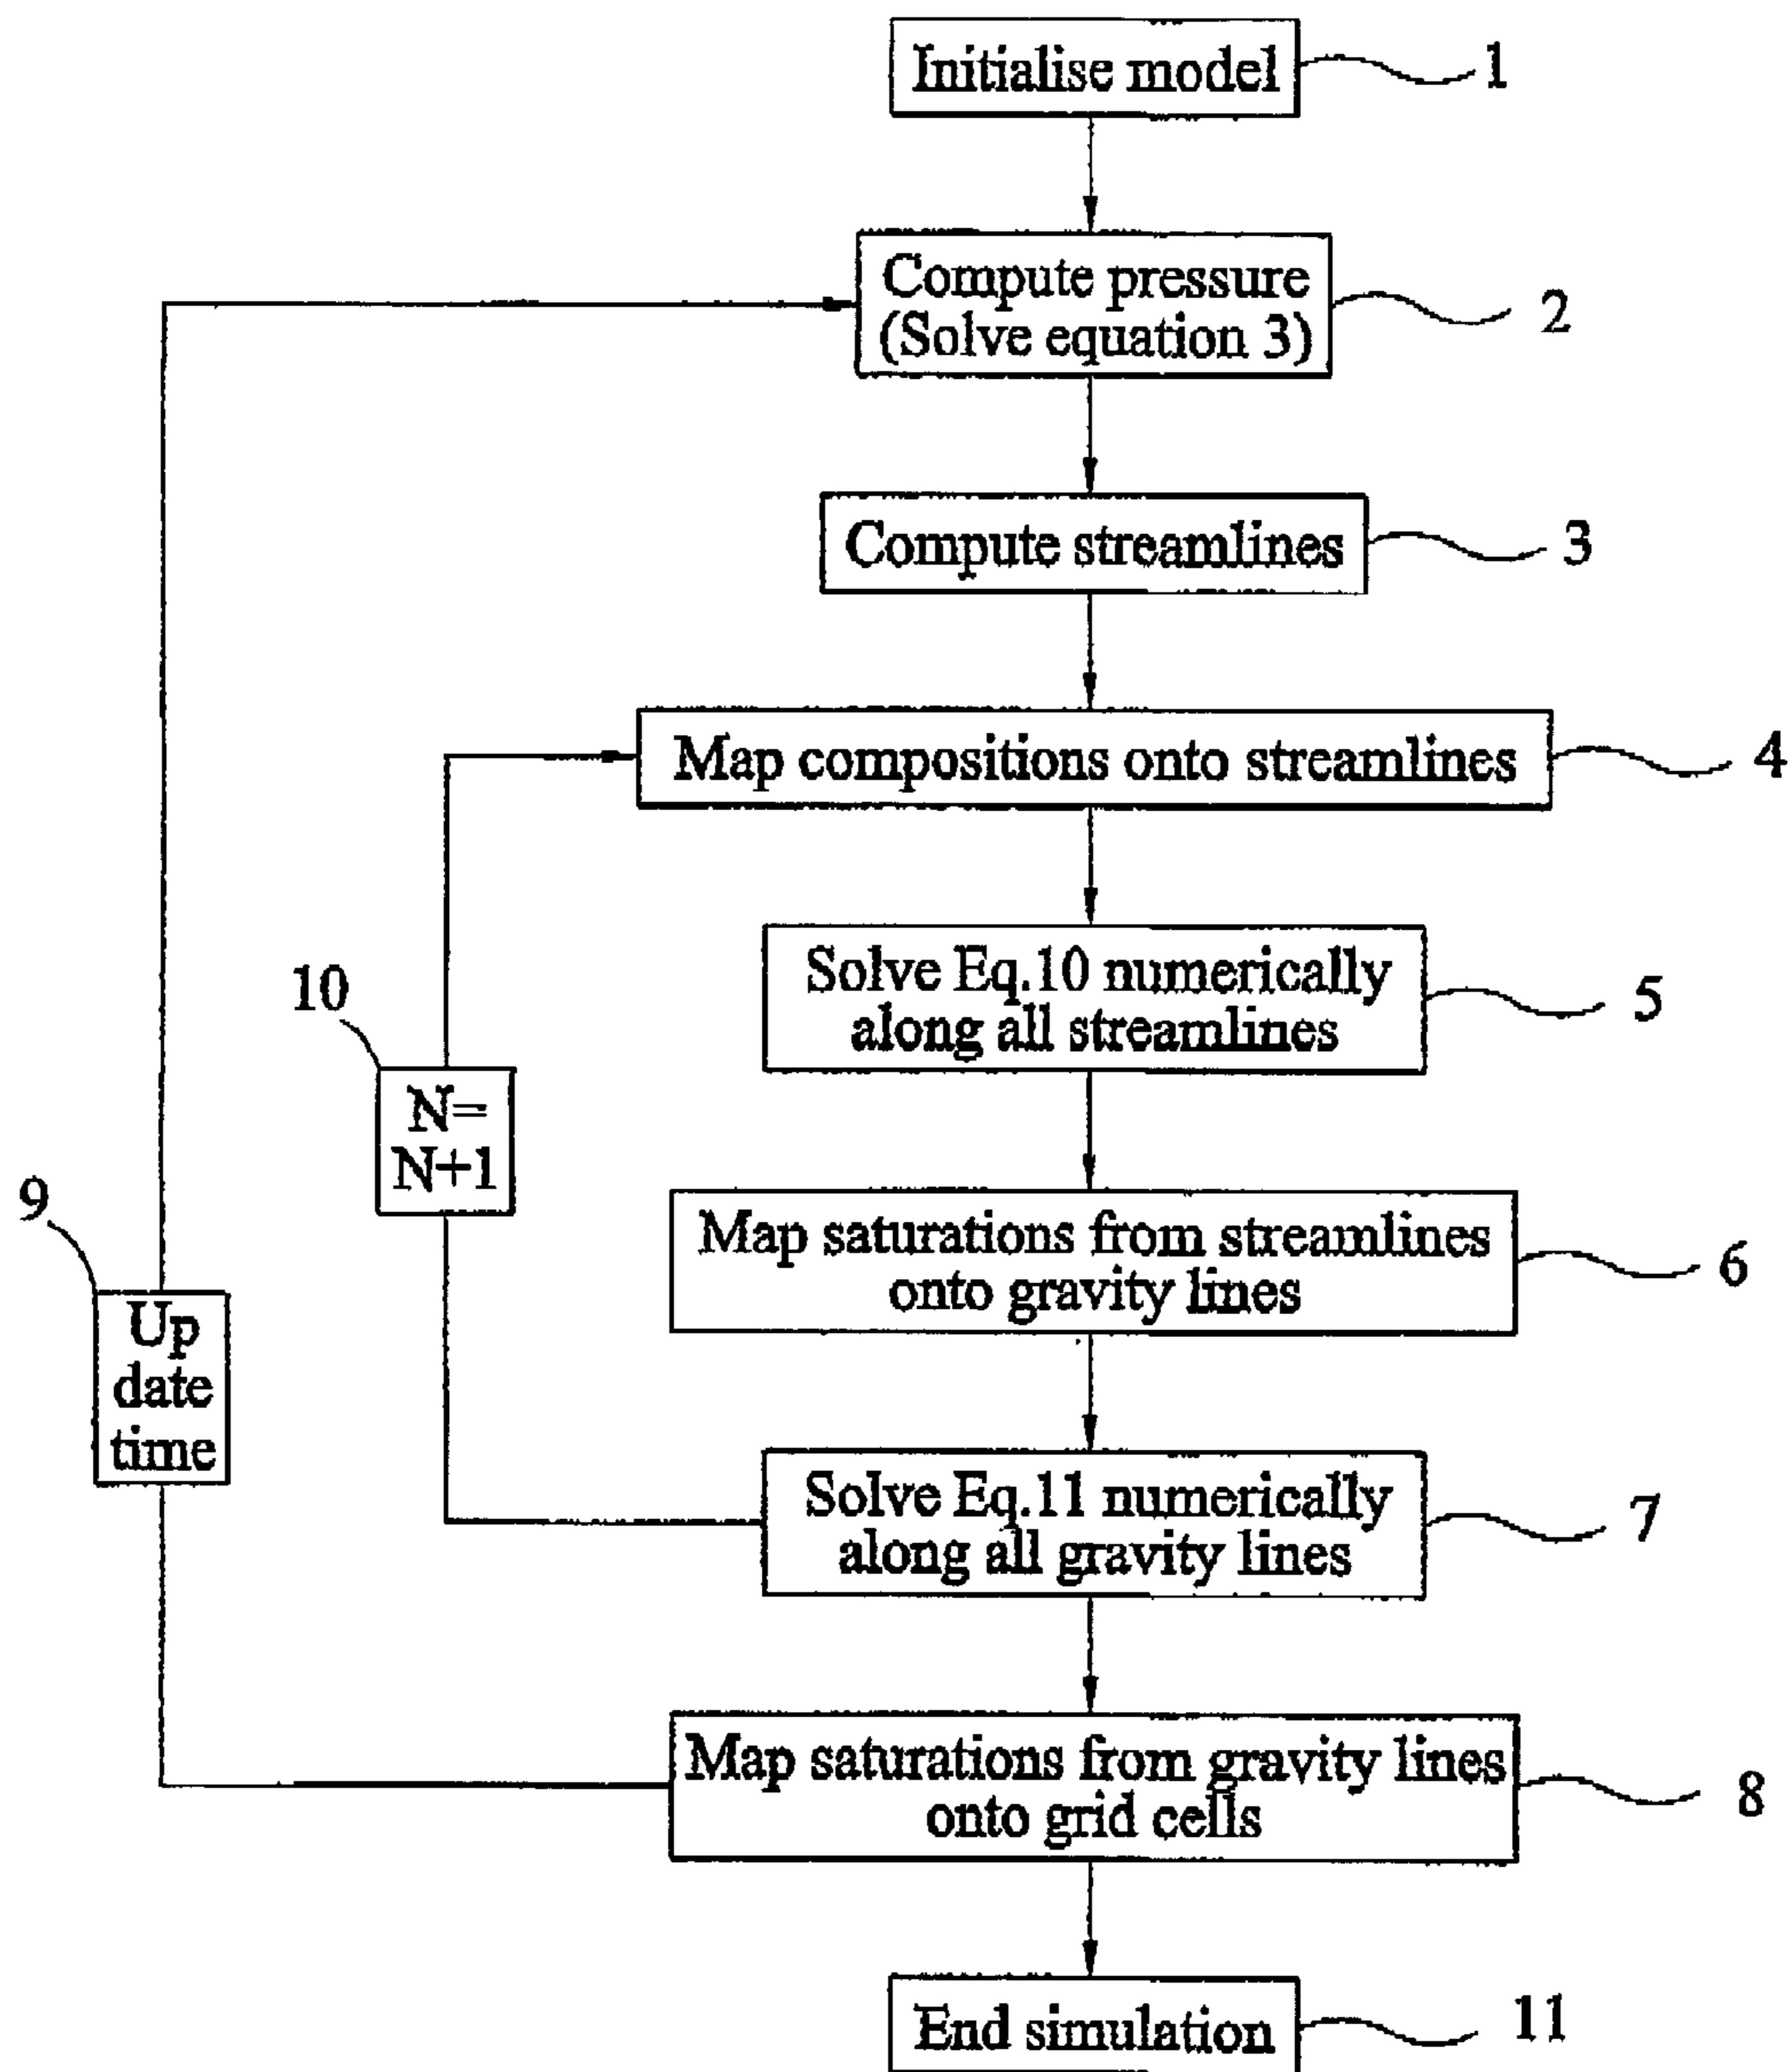 Initialise model
1
Compute pressure
(Solve equation 3)
2
Compute streamlines
3
Map compositions onto streamlines
4
Solve Eq.10 numerically
along all streamlines
5
10
N=
N+1
Map saturations from streamlines
onto gravity lines
6
9
Up
date
time
Solve Eq.11 numerically
along all gravity lines
7
Map saturations from gravity lines
onto grid cells
8
End simulation
11